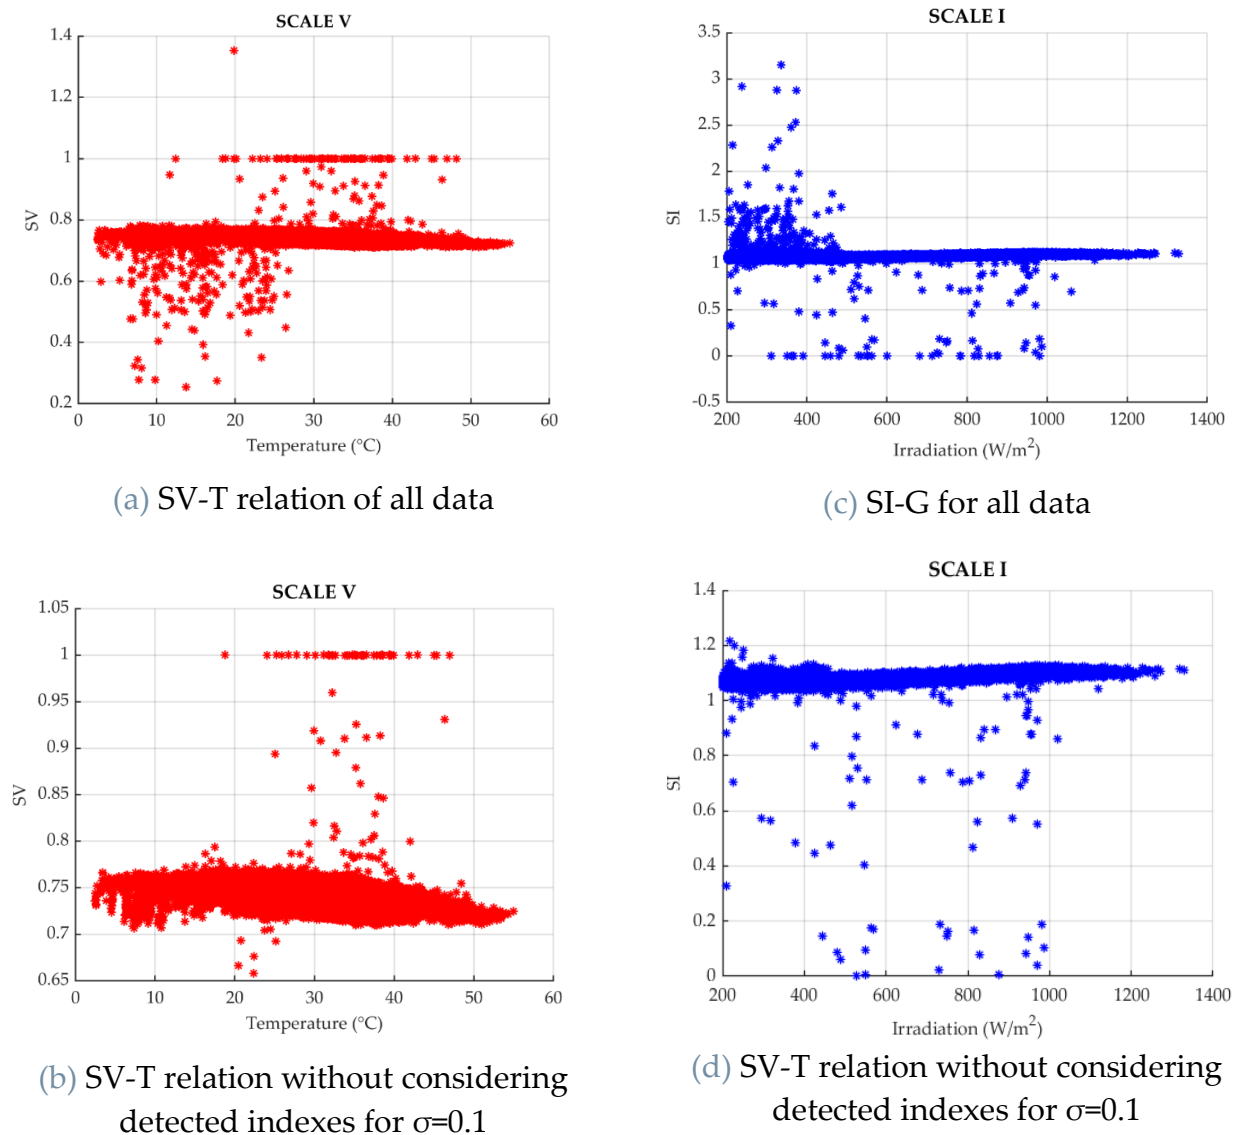 SCALE V
1.4
1.2
1
0.8
0.6
0.4
0.2
SV
0 10 20 30 40 50 60
Temperature (°C)
(a) SV-T relation of all data
SCALE I
3.5
3
2.5
2
1.5
1
0.5
0
-0.5
SI
200 400 600 800 1000 1200 1400
Irradiation (W/m²)
(c) SI-G for all data
SCALE V
1.05
1
0.95
0.9
0.85
0.8
0.75
0.7
0.65
SV
0 10 20 30 40 50 60
Temperature (°C)
(b) SV-T relation without considering
detected indexes for σ=0.1
SCALE I
1.4
1.2
1
0.8
0.6
0.4
0.2
0
SI
200 400 600 800 1000 1200 1400
Irradiation (W/m²)
(d) SV-T relation without considering
detected indexes for σ=0.1